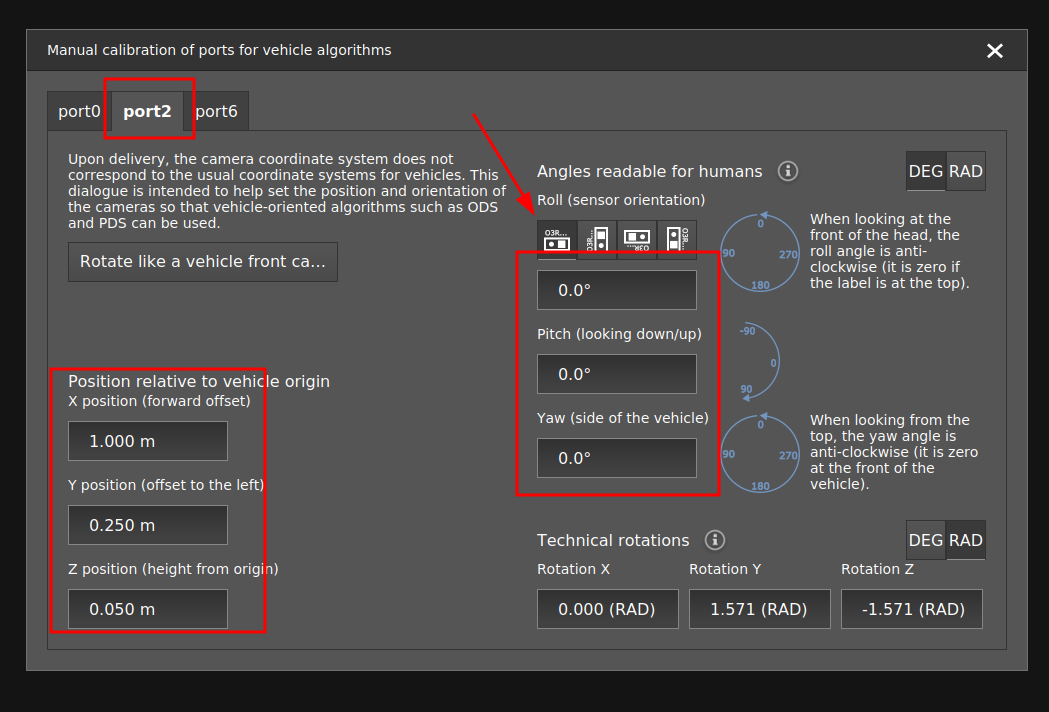 Manual calibration of ports for vehicle algorithms
port0 port2 port6
Upon delivery, the camera coordinate system does not
correspond to the usual coordinate systems for vehicles. This
dialogue is intended to help set the position and orientation of
the cameras so that vehicle-oriented algorithms such as ODS
and PDS can be used.
Rotate like a vehicle front ca...
Position relative to vehicle origin
X position (forward offset)
1.000 m
Y position (offset to the left)
0.250 m
Z position (height from origin)
0.050 m
Angles readable for humans
DEG RAD
Roll (sensor orientation)
O3R... O3R... O3R... O3R...
0.0°
0
90 270
180
When looking at the
front of the head, the
roll angle is anti-
clockwise (it is zero if
the label is at the top).
Pitch (looking down/up)
0.0°
-90
0
90
Yaw (side of the vehicle)
0.0°
0
90 270
180
When looking from the
top, the yaw angle is
anti-clockwise (it is zero
at the front of the
vehicle).
Technical rotations
DEG RAD
Rotation X Rotation Y Rotation Z
0.000 (RAD) 1.571 (RAD) -1.571 (RAD)